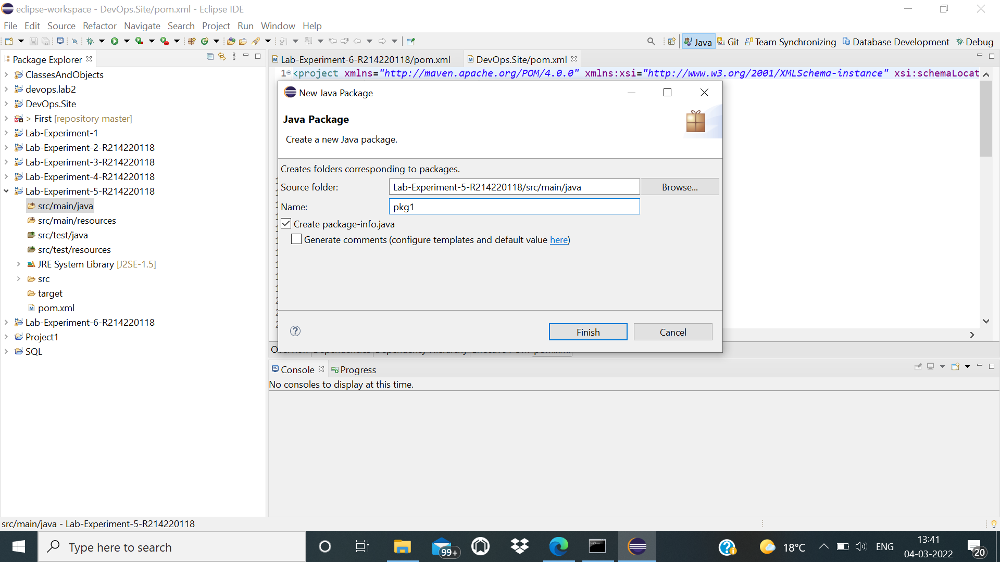 eclipse-workspace - DevOps.Site/pom.xml - Eclipse IDE
File Edit Source Refactor Navigate Search Project Run Window Help
Java Git Team Synchronizing Database Development Debug
Package Explorer
ClassesAndObjects
devops.lab2
DevOps.Site
> First [repository master]
Lab-Experiment-1
Lab-Experiment-2-R214220118
Lab-Experiment-3-R214220118
Lab-Experiment-4-R214220118
Lab-Experiment-5-R214220118
src/main/java
src/main/resources
src/test/java
src/test/resources
JRE System Library [J2SE-1.5]
src
target
pom.xml
Lab-Experiment-6-R214220118
Project1
SQL
Lab-Experiment-6-R214220118/pom.xml
DevOps.Site/pom.xml
1 <project xmlns="http://maven.apache.org/POM/4.0.0" xmlns:xsi="http://www.w3.org/2001/XMLSchema-instance" xsi:schemaLocat
New Java Package
Java Package
Create a new Java package.
Creates folders corresponding to packages.
Source folder: Lab-Experiment-5-R214220118/src/main/java Browse...
Name: pkg1
Create package-info.java
Generate comments (configure templates and default value here)
? Finish Cancel
Console Progress
No consoles to display at this time.
src/main/java - Lab-Experiment-5-R214220118
Type here to search
99+
18°C
ENG
13:41
04-03-2022
20